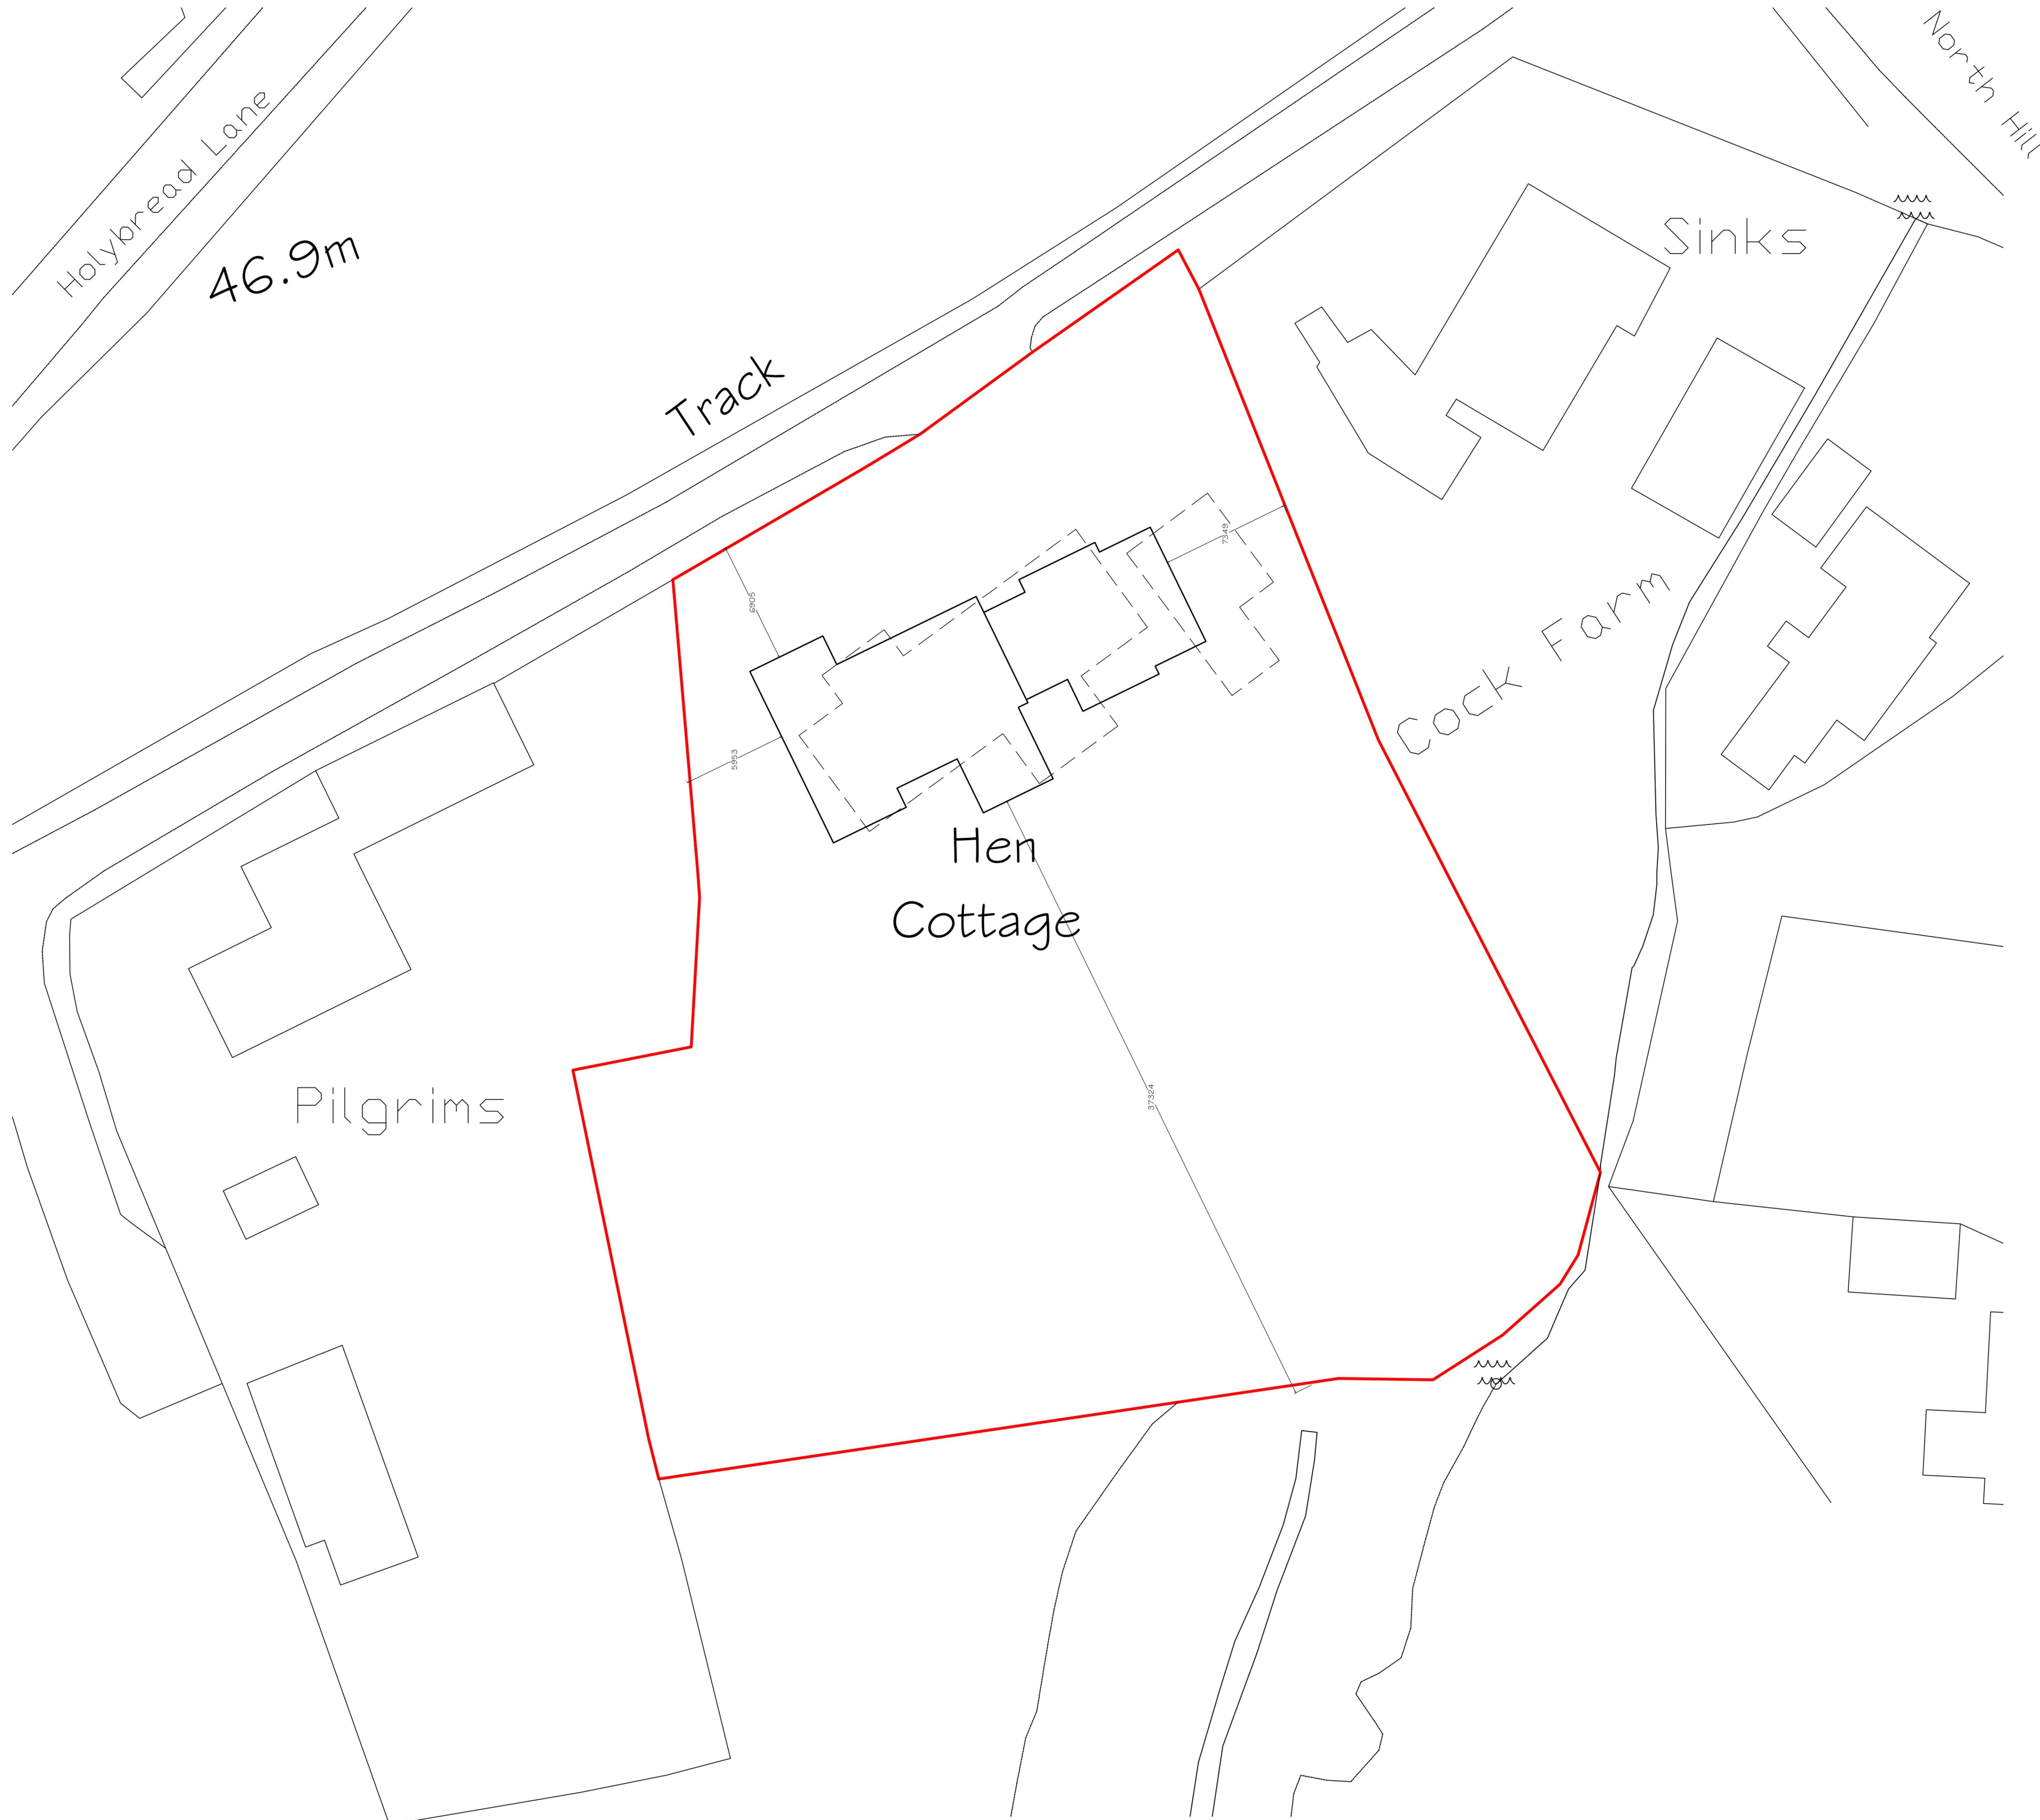 North Hill
Holybread Lane
Sinks
46.9m
Track
7349
6905
Cock Farm
5953
Hen
Cottage
37324
Pilgrims